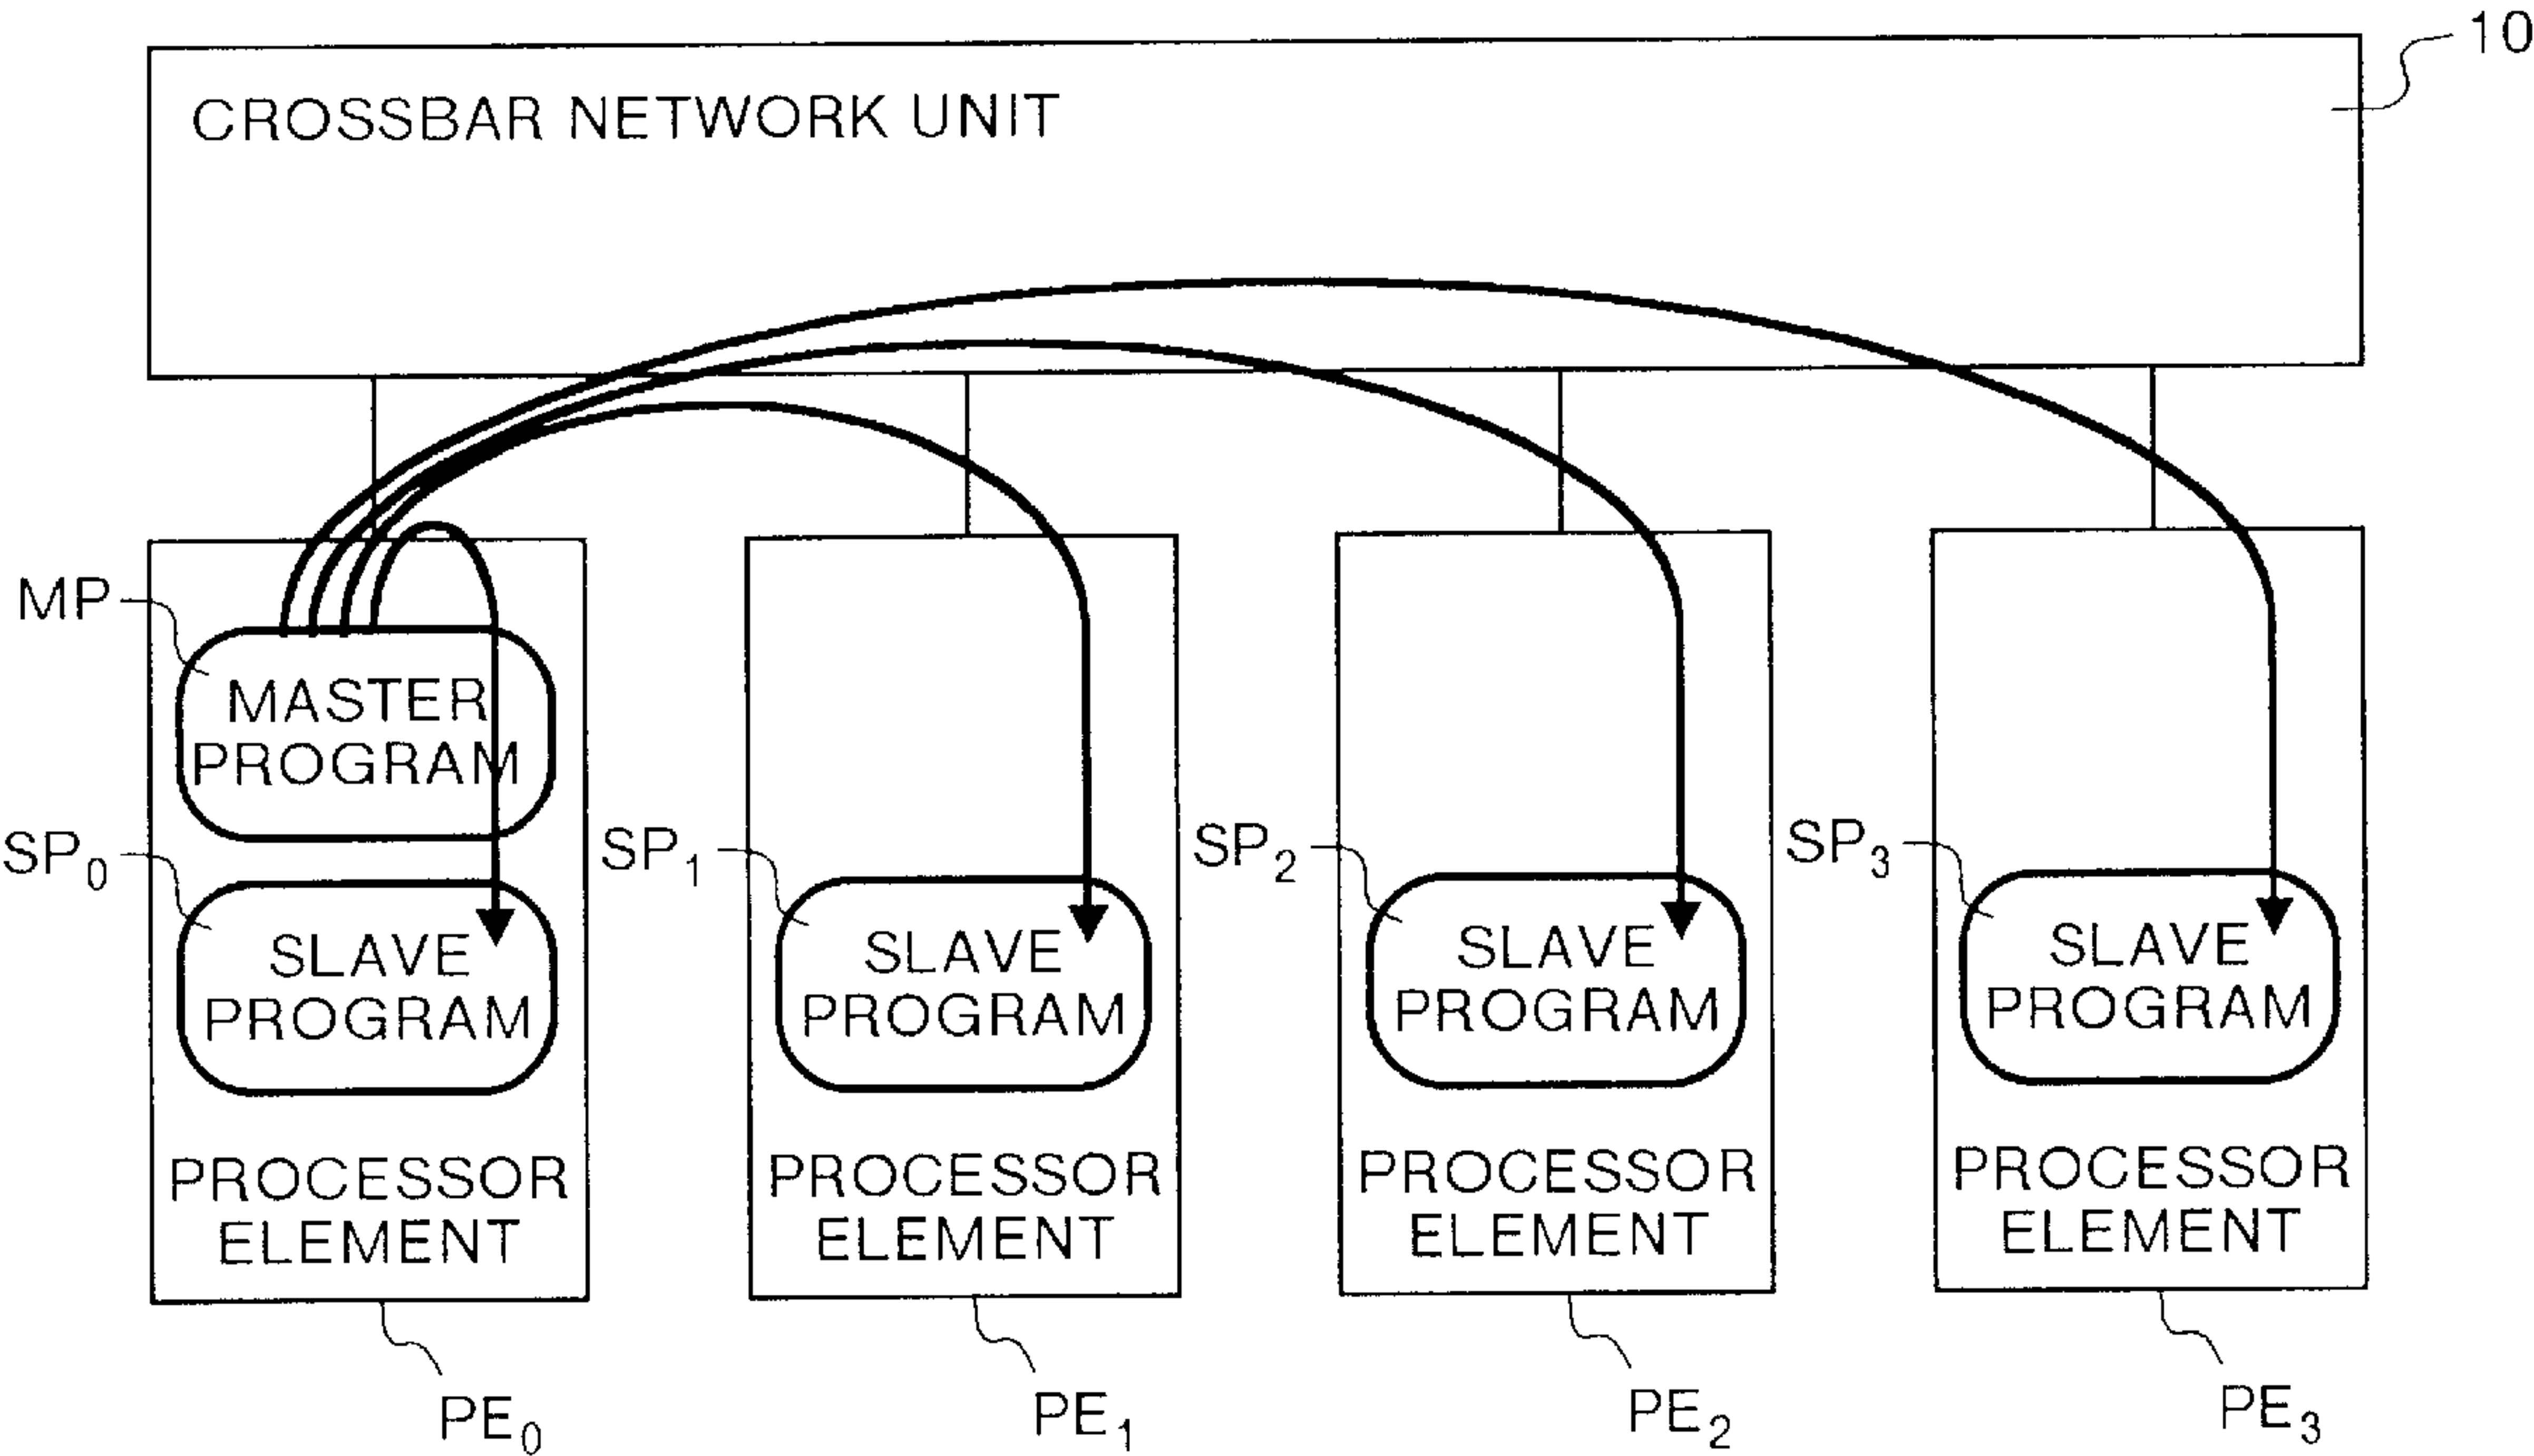 10
CROSSBAR NETWORK UNIT
MP
MASTER
PROGRAM
SP0
SLAVE
PROGRAM
PROCESSOR
ELEMENT
PE0
SP1
SLAVE
PROGRAM
PROCESSOR
ELEMENT
PE1
SP2
SLAVE
PROGRAM
PROCESSOR
ELEMENT
PE2
SP3
SLAVE
PROGRAM
PROCESSOR
ELEMENT
PE3